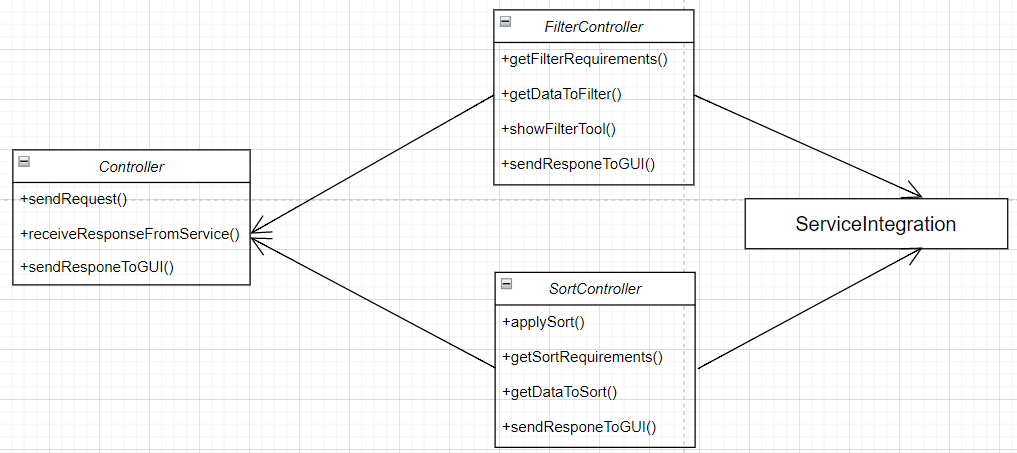 FilterController
+getFilterRequirements()
+getDataToFilter()
+showFilterTool()
+sendResponeToGUI()
Controller
+sendRequest()
+receiveResponseFromService()
+sendResponeToGUI()
ServiceIntegration
SortController
+applySort()
+getSortRequirements()
+getDataToSort()
+sendResponeToGUI()